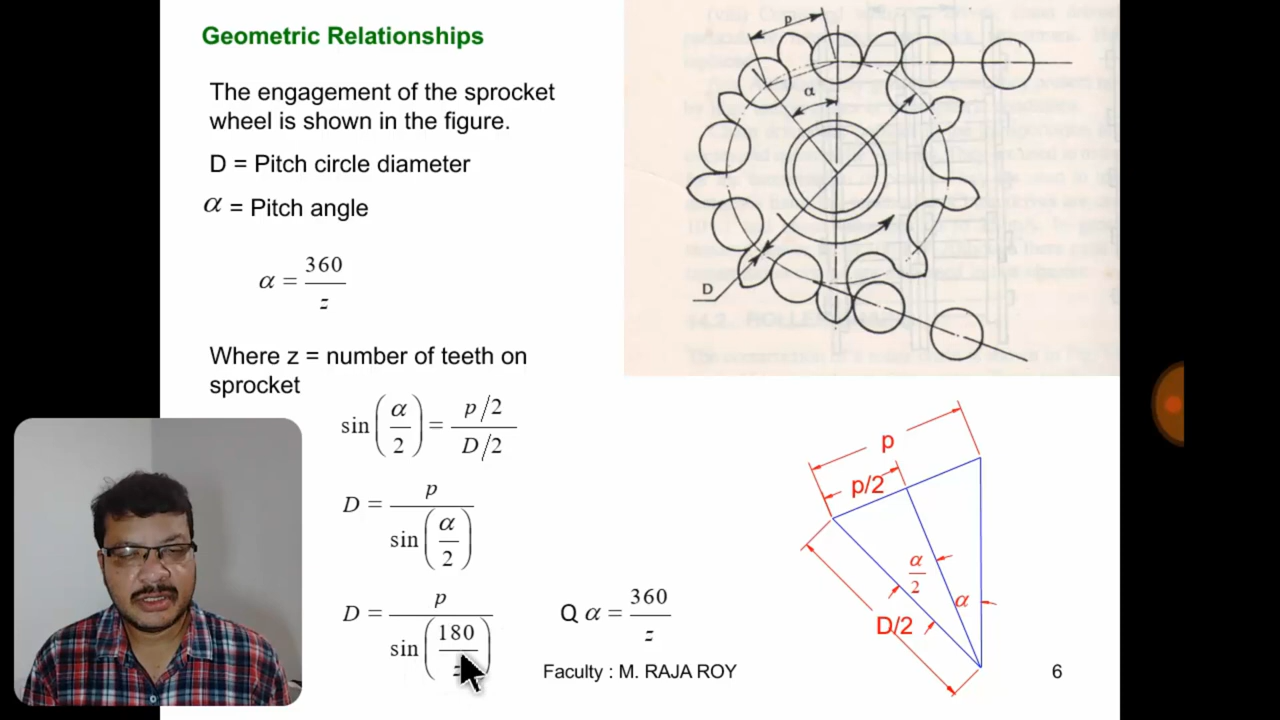 Geometric Relationships
The engagement of the sprocket
wheel is shown in the figure.
D = Pitch circle diameter
α = Pitch angle
α = 360/z
Where z = number of teeth on
sprocket
sin(α/2) = (p/2)/(D/2)
D = p/sin(α/2)
D = p/sin(180/z)
Q α = 360/z
Faculty : M. RAJA ROY
6
p
α
D
p
p/2
α/2
α
D/2